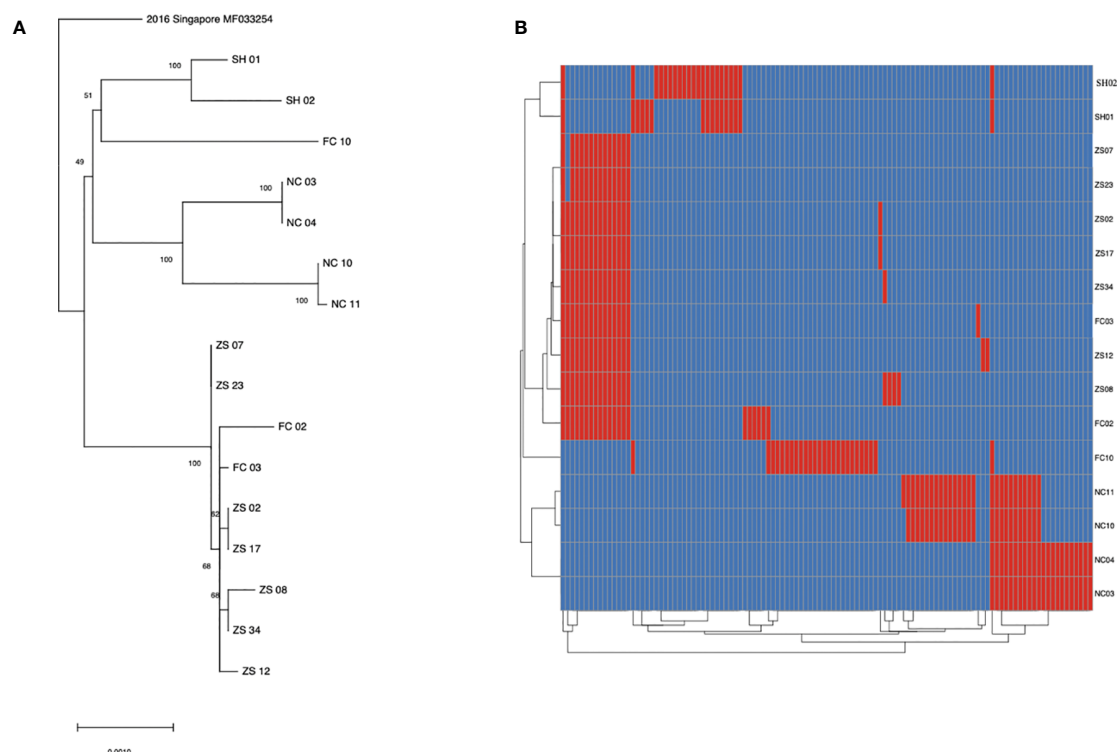 A
2016 Singapore MF033254
SH 01
100
SH 02
51
FC 10
49
NC 03
100
NC 04
100
NC 10
100
NC 11
ZS 07
ZS 23
FC 02
100
FC 03
ZS 02
62
ZS 17
68
ZS 08
68
ZS 34
ZS 12
0.0010
B
SH02
SH01
ZS07
ZS23
ZS02
ZS17
ZS34
FC03
ZS12
ZS08
FC02
FC10
NC11
NC10
NC04
NC03